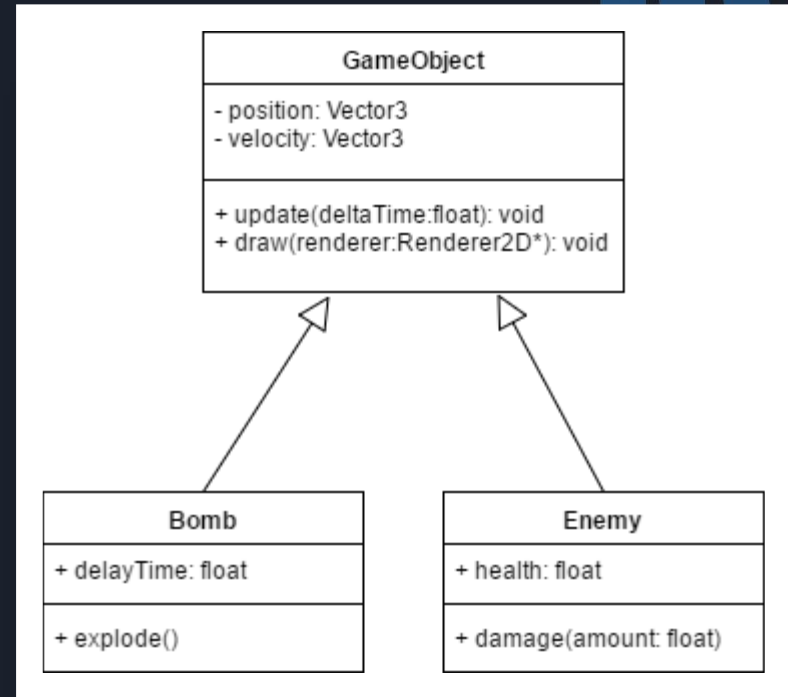 GameObject
- position: Vector3
- velocity: Vector3
+ update(deltaTime:float): void
+ draw(renderer:Renderer2D*): void
Bomb
+ delayTime: float
+ explode()
Enemy
+ health: float
+ damage(amount: float)